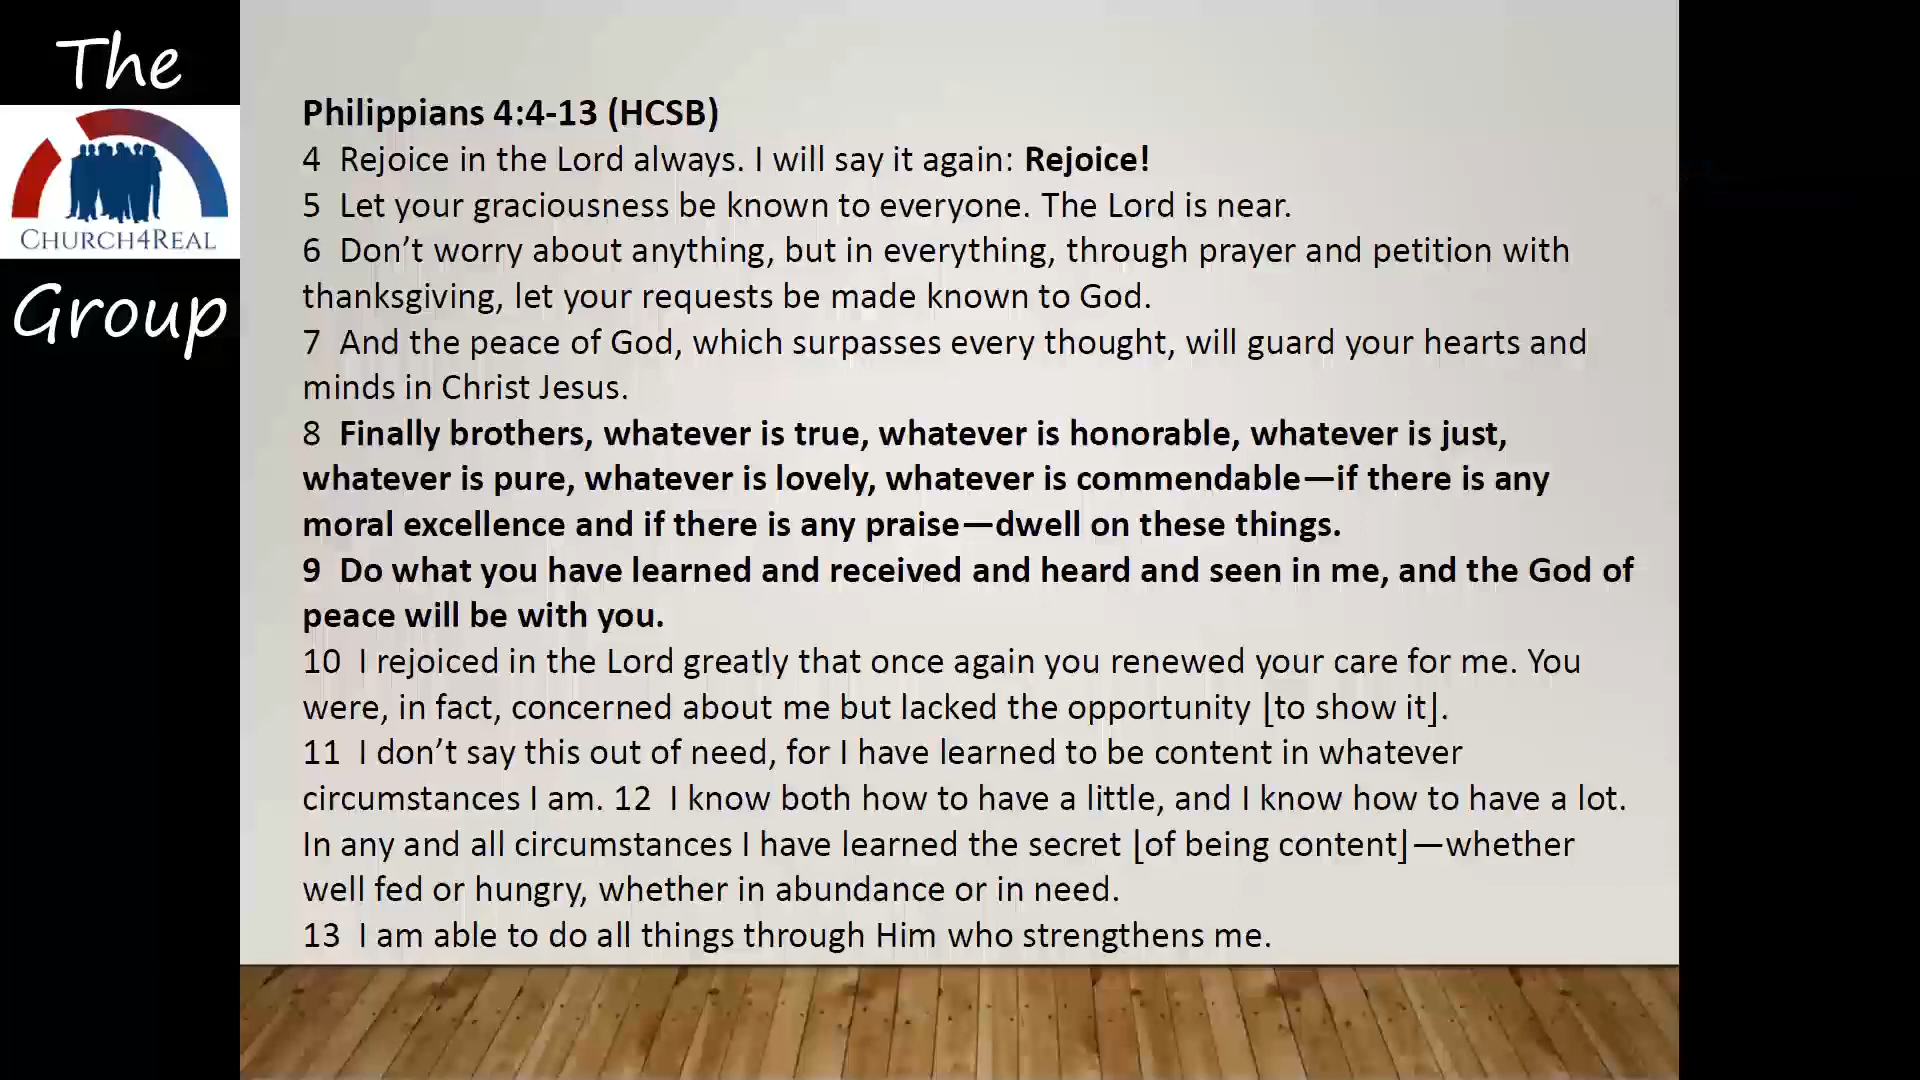 The
CHURCH4REAL
Group
Philippians 4:4-13 (HCSB)
4 Rejoice in the Lord always. I will say it again: Rejoice!
5 Let your graciousness be known to everyone. The Lord is near.
6 Don’t worry about anything, but in everything, through prayer and petition with
thanksgiving, let your requests be made known to God.
7 And the peace of God, which surpasses every thought, will guard your hearts and
minds in Christ Jesus.
8 Finally brothers, whatever is true, whatever is honorable, whatever is just,
whatever is pure, whatever is lovely, whatever is commendable—if there is any
moral excellence and if there is any praise—dwell on these things.
9 Do what you have learned and received and heard and seen in me, and the God of
peace will be with you.
10 I rejoiced in the Lord greatly that once again you renewed your care for me. You
were, in fact, concerned about me but lacked the opportunity ⌊to show it⌋.
11 I don’t say this out of need, for I have learned to be content in whatever
circumstances I am. 12 I know both how to have a little, and I know how to have a lot.
In any and all circumstances I have learned the secret ⌊of being content⌋—whether
well fed or hungry, whether in abundance or in need.
13 I am able to do all things through Him who strengthens me.